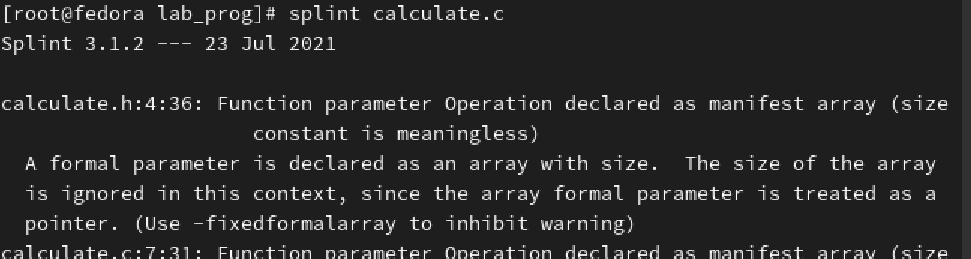 [root@fedora lab_prog]# splint calculate.c
Splint 3.1.2 --- 23 Jul 2021
calculate.h:4:36: Function parameter Operation declared as manifest array (size
constant is meaningless)
A formal parameter is declared as an array with size.  The size of the array
is ignored in this context, since the array formal parameter is treated as a
pointer. (Use -fixedformalarray to inhibit warning)
calculate.c:7:31: Function parameter Operation declared as manifest array (size